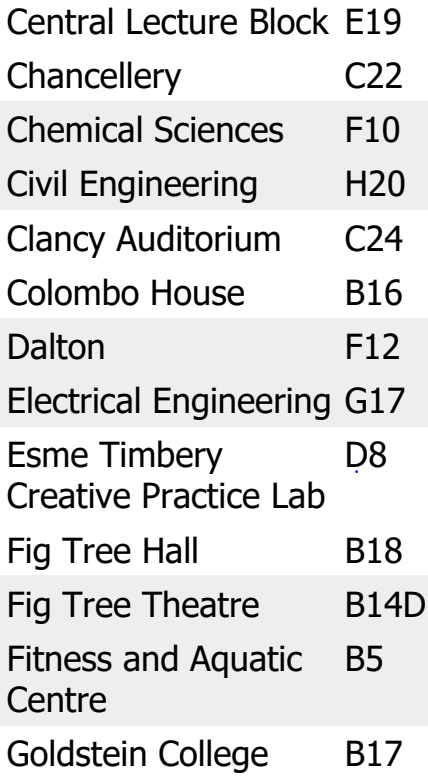 Central Lecture Block E19
Chancellery C22
Chemical Sciences F10
Civil Engineering H20
Clancy Auditorium C24
Colombo House B16
Dalton F12
Electrical Engineering G17
Esme Timbery D8
Creative Practice Lab
Fig Tree Hall B18
Fig Tree Theatre B14D
Fitness and Aquatic B5
Centre
Goldstein College B17